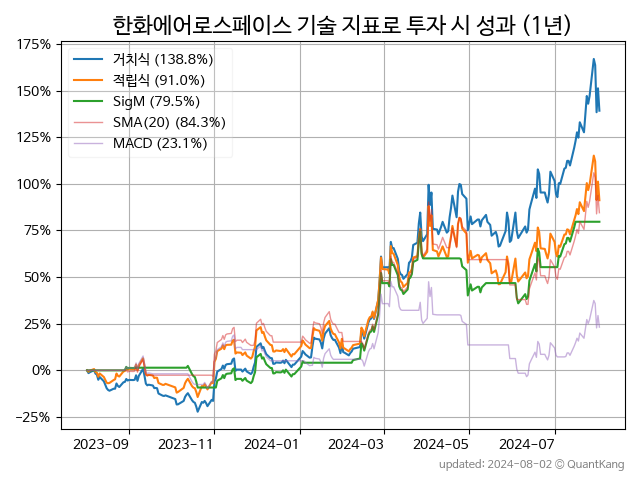 한화에어로스페이스 기술 지표로 투자 시 성과 (1년)
175%
150%
125%
100%
75%
50%
25%
0%
−25%
거치식 (138.8%)
적립식 (91.0%)
SigM (79.5%)
SMA(20) (84.3%)
MACD (23.1%)
2023-09
2023-11
2024-01
2024-03
2024-05
2024-07
updated: 2024-08-02 © QuantKang